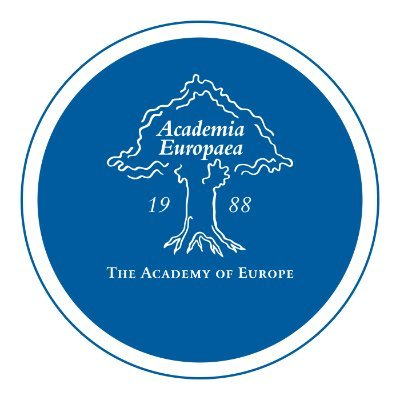 Academia
Europaea
19 88
The Academy of Europe